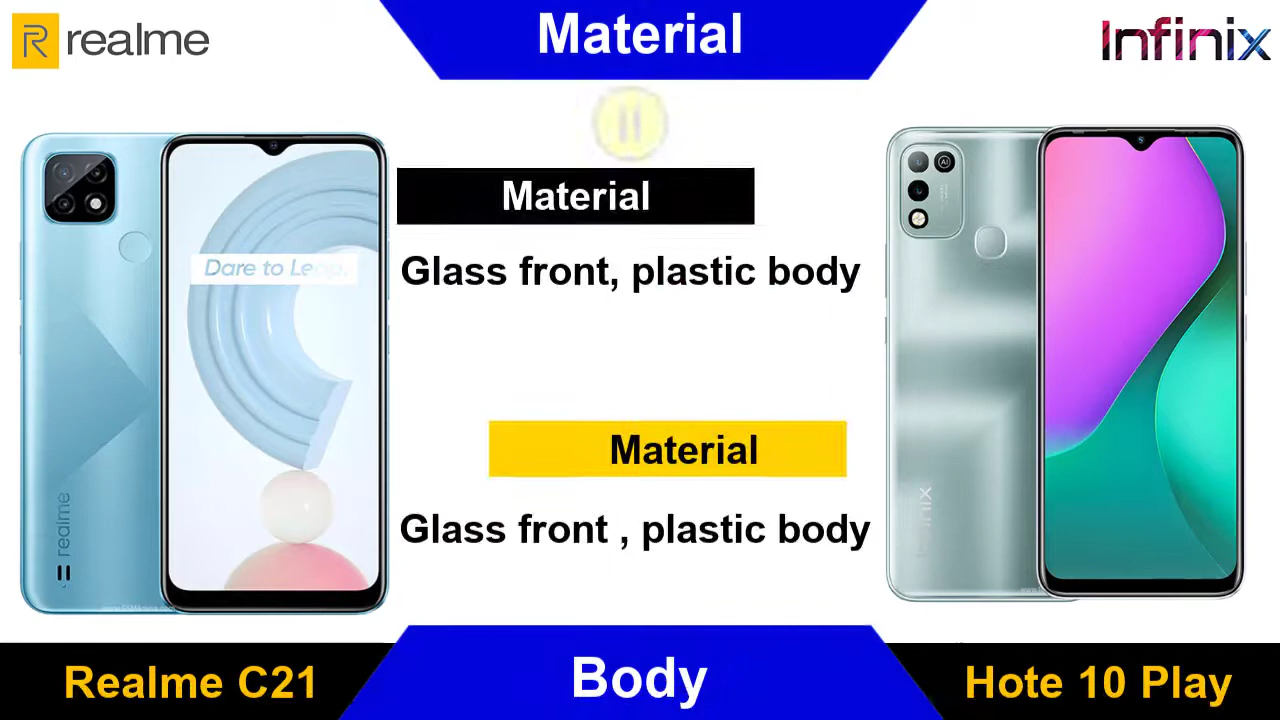 realme
Material
Infinix
Material
Glass front, plastic body
Dare to Leap.
Material
Glass front , plastic body
realme
Realme C21
Body
Hote 10 Play